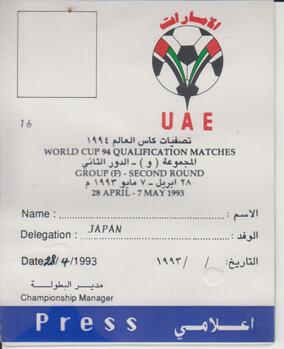 الإمارات
UAE
16
تصفيات كأس العالم ١٩٩٤
WORLD CUP 94 QUALIFICATION MATCHES
المجموعة (و) - الدور الثاني
GROUP (F) - SECOND ROUND
٢٨ ابريل - ٧ مايو ١٩٩٣ م
28 APRIL - 7 MAY 1993
Name : الاسم :
Delegation : JAPAN الوفد :
Date: 28/4/1993 التاريخ : / /١٩٩٣
مدير البطولة
Championship Manager
Press اعلامي